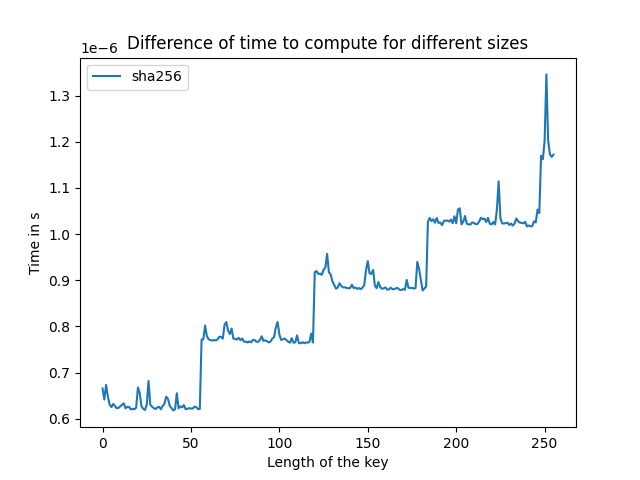 Difference of time to compute for different sizes
1e−6
sha256
1.3
1.2
1.1
1.0
0.9
0.8
0.7
0.6
Time in s
0 50 100 150 200 250
Length of the key